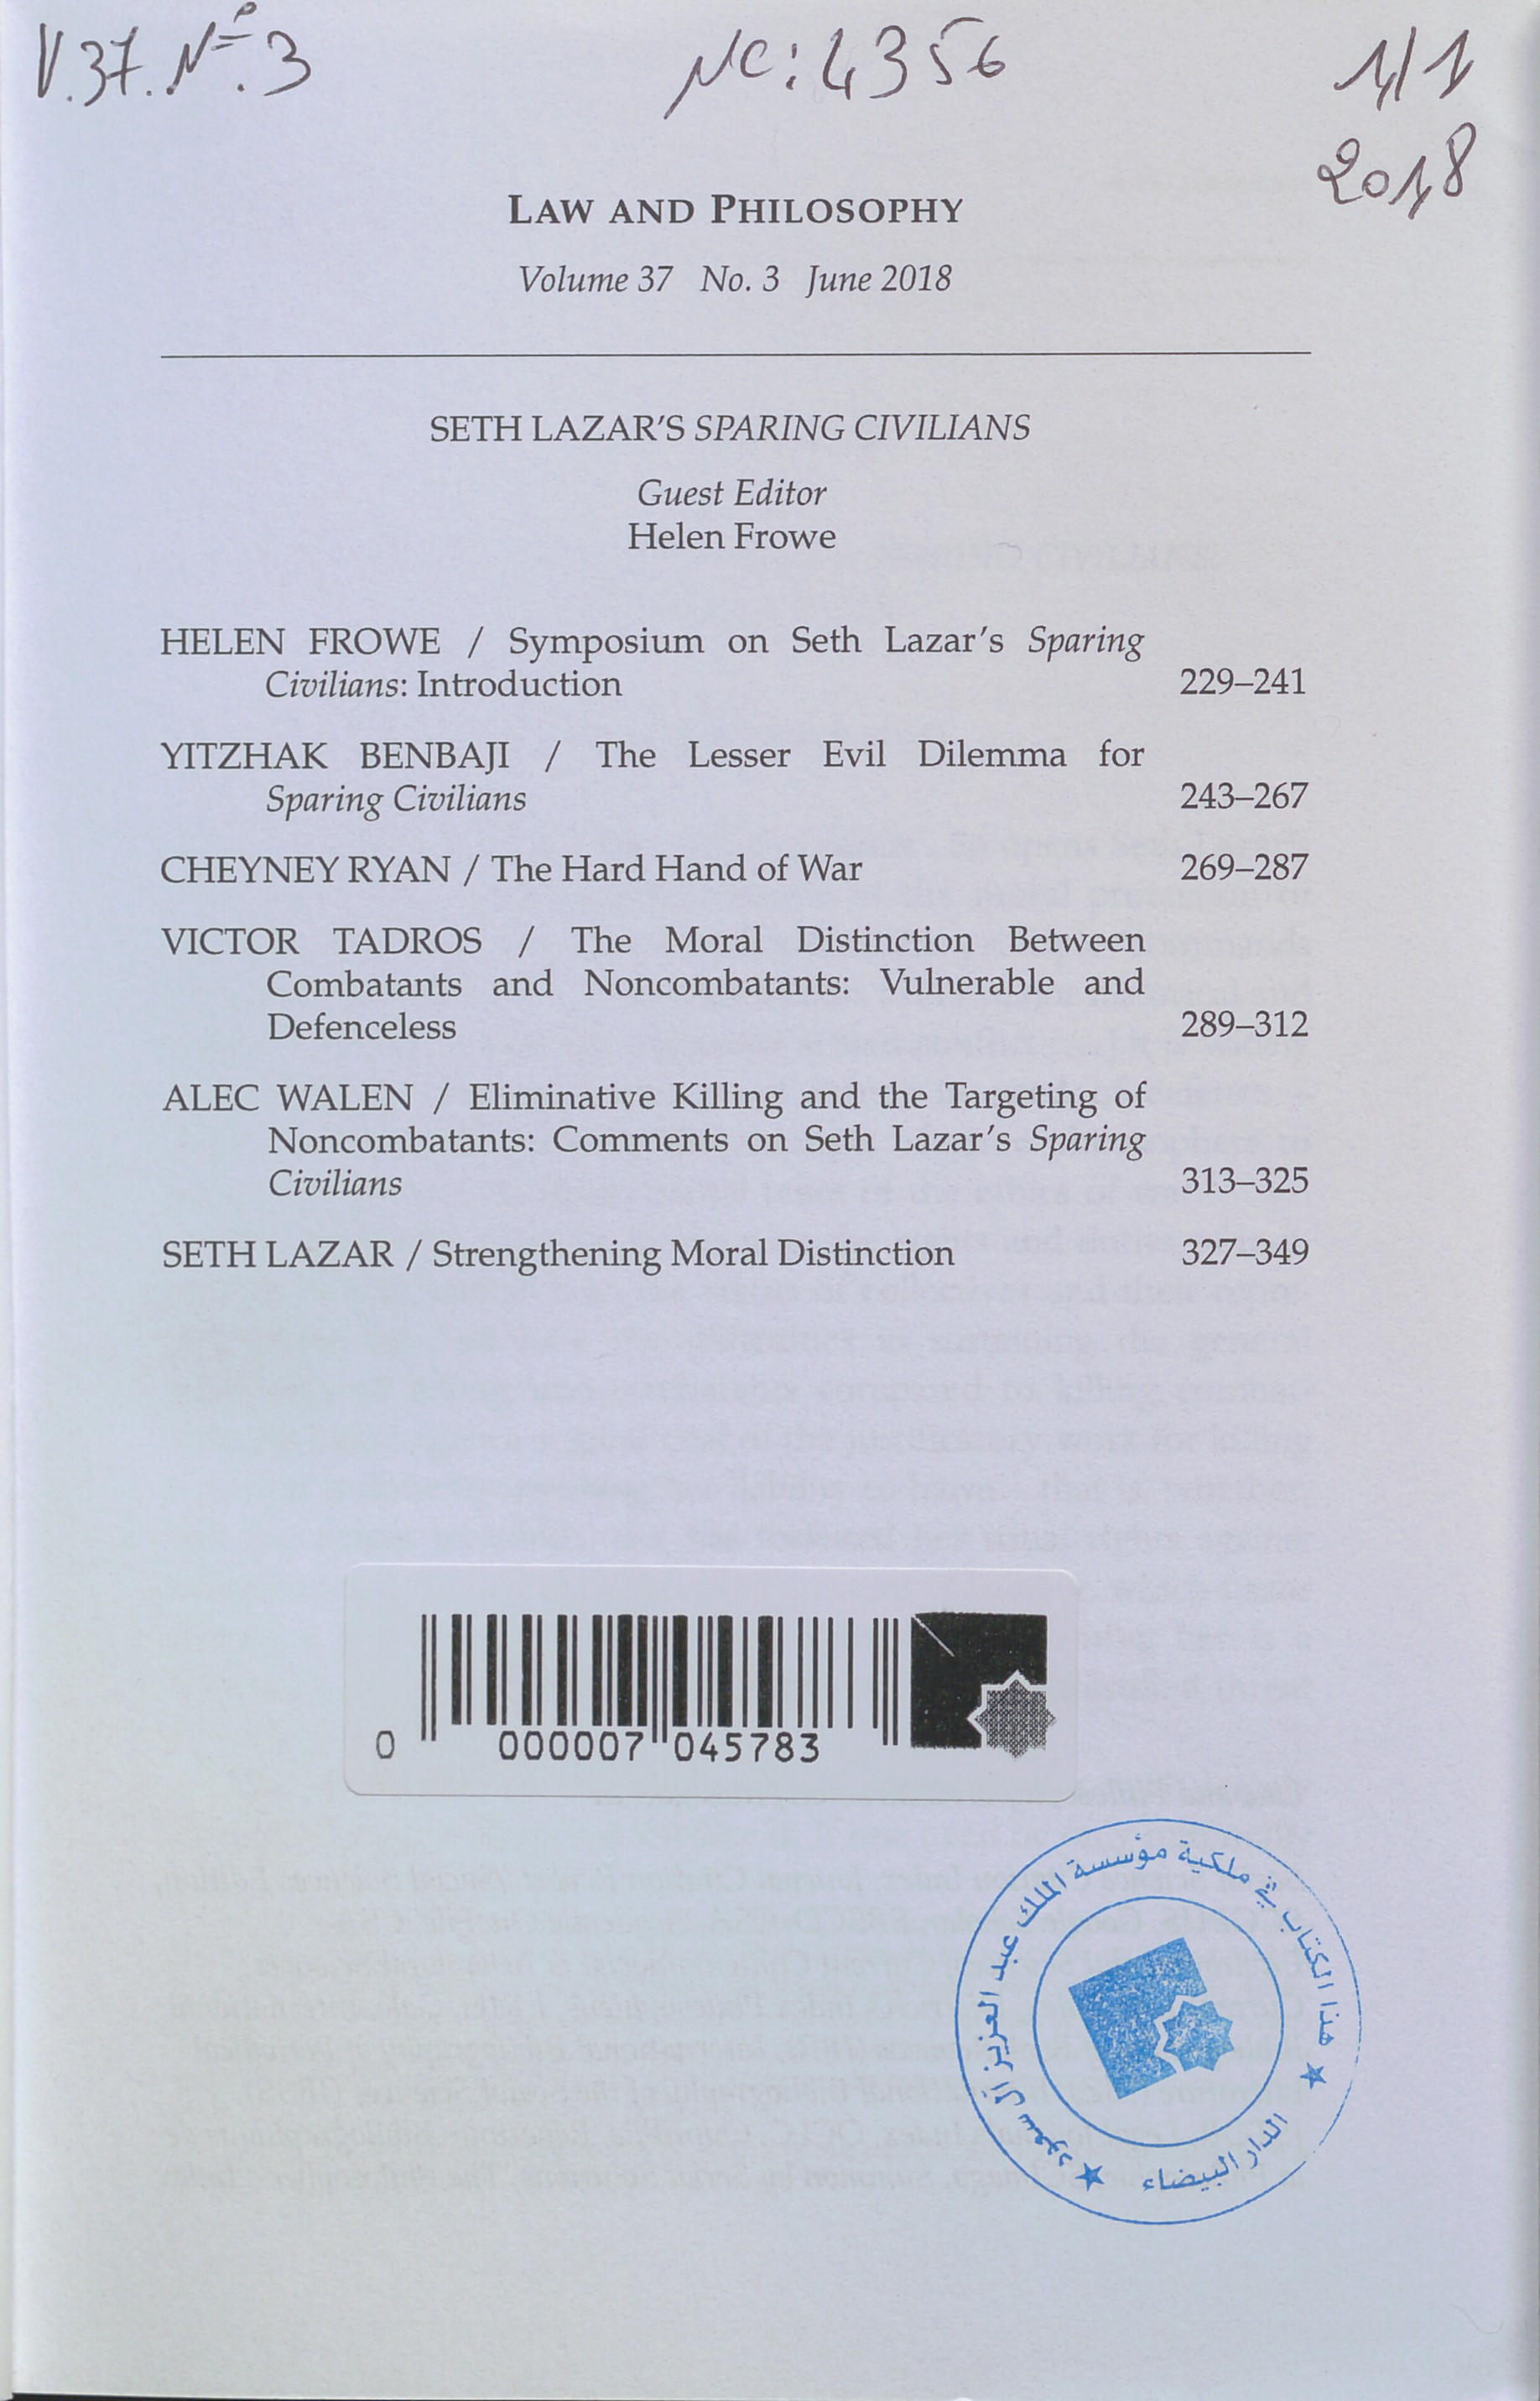 V.37. Nº.3
NC: 4356
1/1
2018
LAW AND PHILOSOPHY
Volume 37 No. 3 June 2018
SETH LAZAR'S SPARING CIVILIANS
Guest Editor
Helen Frowe
HELEN FROWE / Symposium on Seth Lazar's Sparing
Civilians: Introduction 229–241
YITZHAK BENBAJI / The Lesser Evil Dilemma for
Sparing Civilians 243–267
CHEYNEY RYAN / The Hard Hand of War 269–287
VICTOR TADROS / The Moral Distinction Between
Combatants and Noncombatants: Vulnerable and
Defenceless 289–312
ALEC WALEN / Eliminative Killing and the Targeting of
Noncombatants: Comments on Seth Lazar's Sparing
Civilians 313–325
SETH LAZAR / Strengthening Moral Distinction 327–349
0 000007 045783
هذا الكتاب في ملكية مؤسسة الملك عبد العزيز آل سعود
الدار البيضاء